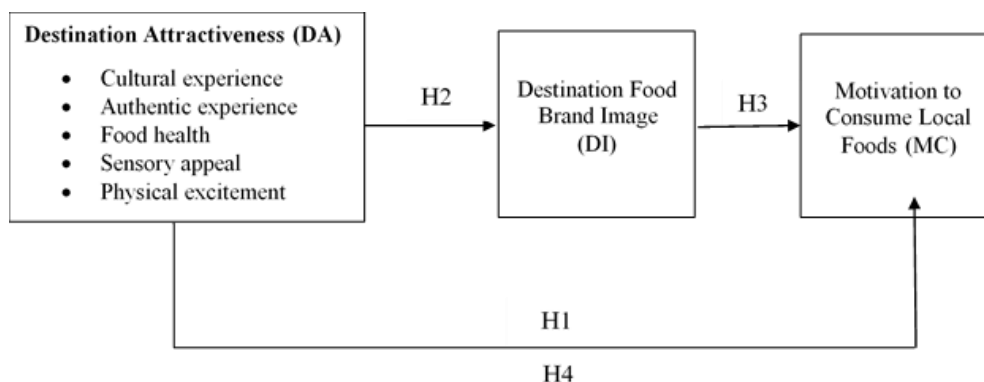 Destination Attractiveness (DA)
• Cultural experience
• Authentic experience
• Food health
• Sensory appeal
• Physical excitement
H2
Destination Food
Brand Image
(DI)
H3
Motivation to
Consume Local
Foods (MC)
H1
H4